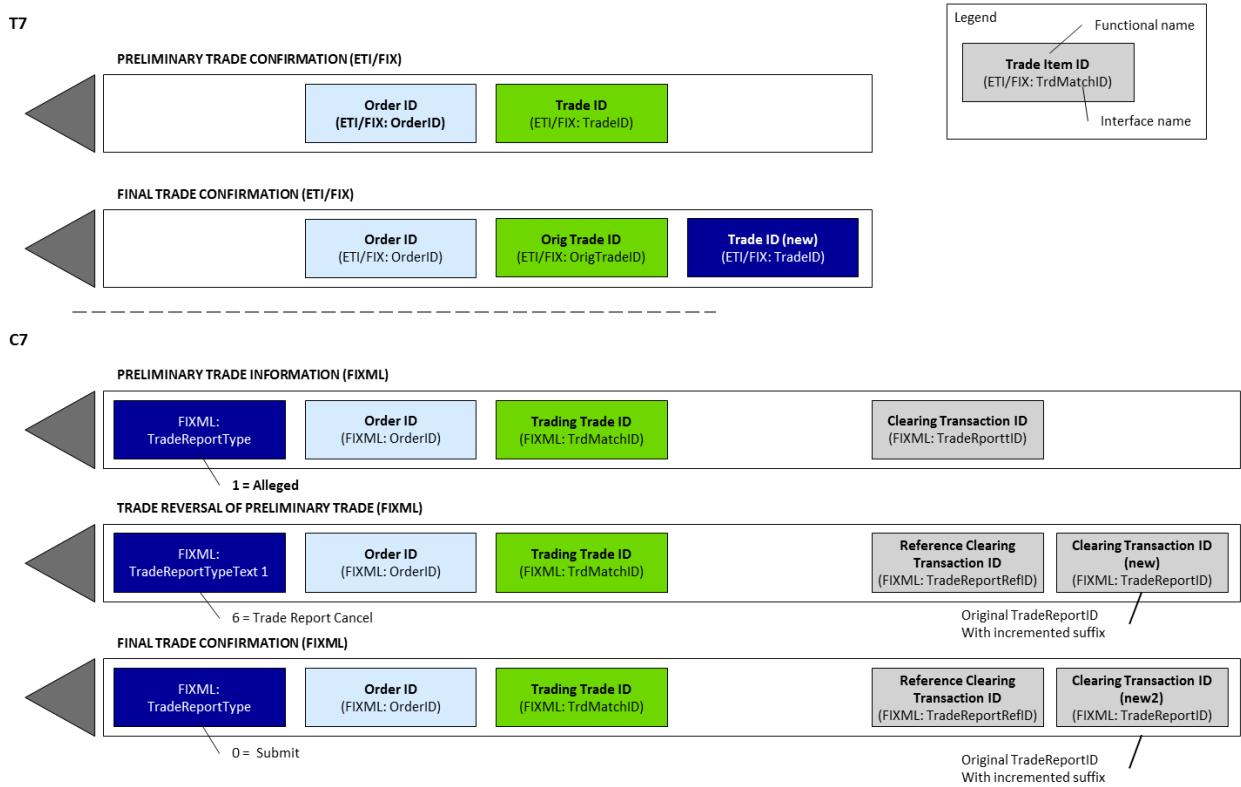 T7
Legend
Functional name
Trade Item ID
(ETI/FIX: TrdMatchID)
Interface name
PRELIMINARY TRADE CONFIRMATION (ETI/FIX)
Order ID
(ETI/FIX: OrderID)
Trade ID
(ETI/FIX: TradeID)
FINAL TRADE CONFIRMATION (ETI/FIX)
Order ID
(ETI/FIX: OrderID)
Orig Trade ID
(ETI/FIX: OrigTradeID)
Trade ID (new)
(ETI/FIX: TradeID)
C7
PRELIMINARY TRADE INFORMATION (FIXML)
FIXML:
TradeReportType
Order ID
(FIXML: OrderID)
Trading Trade ID
(FIXML: TrdMatchID)
Clearing Transaction ID
(FIXML: TradeRporttID)
1 = Alleged
TRADE REVERSAL OF PRELIMINARY TRADE (FIXML)
FIXML:
TradeReportTypeText 1
Order ID
(FIXML: OrderID)
Trading Trade ID
(FIXML: TrdMatchID)
Reference Clearing
Transaction ID
(FIXML: TradeReportRefID)
Clearing Transaction ID
(new)
(FIXML: TradeReportID)
6 = Trade Report Cancel
Original TradeReportID
With incremented suffix
FINAL TRADE CONFIRMATION (FIXML)
FIXML:
TradeReportType
Order ID
(FIXML: OrderID)
Trading Trade ID
(FIXML: TrdMatchID)
Reference Clearing
Transaction ID
(FIXML: TradeReportRefID)
Clearing Transaction ID
(new2)
(FIXML: TradeReportID)
0 = Submit
Original TradeReportID
With incremented suffix